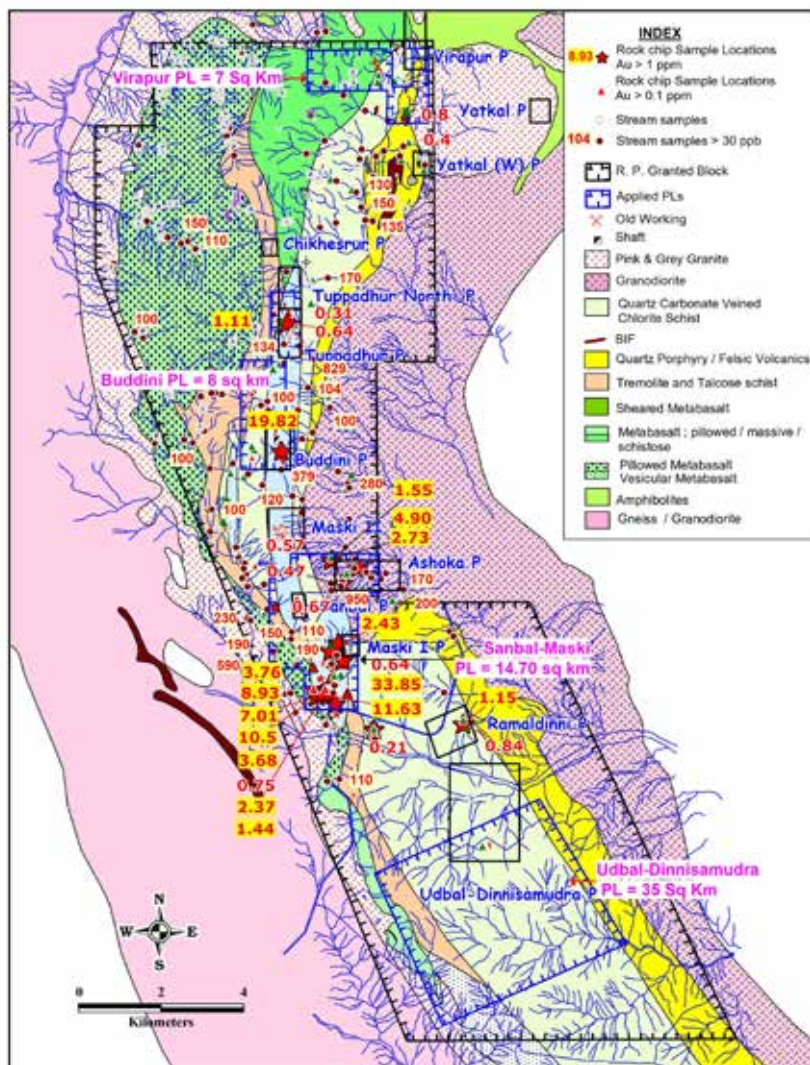 INDEX
8.93 Rock chip Sample Locations
Au > 1 ppm
Rock chip Sample Locations
Au > 0.1 ppm
Stream samples
104 Stream samples > 30 ppb
R. P. Granted Block
Applied PLs
Old Working
Shaft
Pink & Grey Granite
Granodiorite
Quartz Carbonate Veined
Chlorite Schist
BIF
Quartz Porphyry / Felsic Volcanics
Tremolite and Talcose schist
Sheared Metabasalt
Metabasalt ; pillowed / massive /
schistose
Pillowed Metabasalt
Vesicular Metabasalt
Amphibolites
Gneiss / Granodiorite
Virapur P
Virapur PL = 7 Sq Km
Yatkal P
0.8
0.4
Yatkal (W) P
130
150
135
150
110
Chikhesrur P
170
Tuppadhur North P
1.11
0.31
0.64
100
134
Tuppadhur P
829
Buddini PL = 8 sq km
104
100
100
19.82
Buddini P
100
379
280
1.55
120
100
4.90
2.73
Maski I
0.57
Ashoka P
0.47
170
950
0.67
200
230
2.43
150
110
190
190
Maski I P
Sanbal-Maski
PL = 14.70 sq km
590
0.64
3.76
33.85
8.93
1.15
11.63
7.01
Ramaldinni P
10.5
0.21
0.84
3.68
0.75
110
2.37
1.44
Udbal-Dinnisamudra
PL = 35 Sq Km
Udbal-Dinnisamudra P
N
W E
S
0 2 4
Kilometers